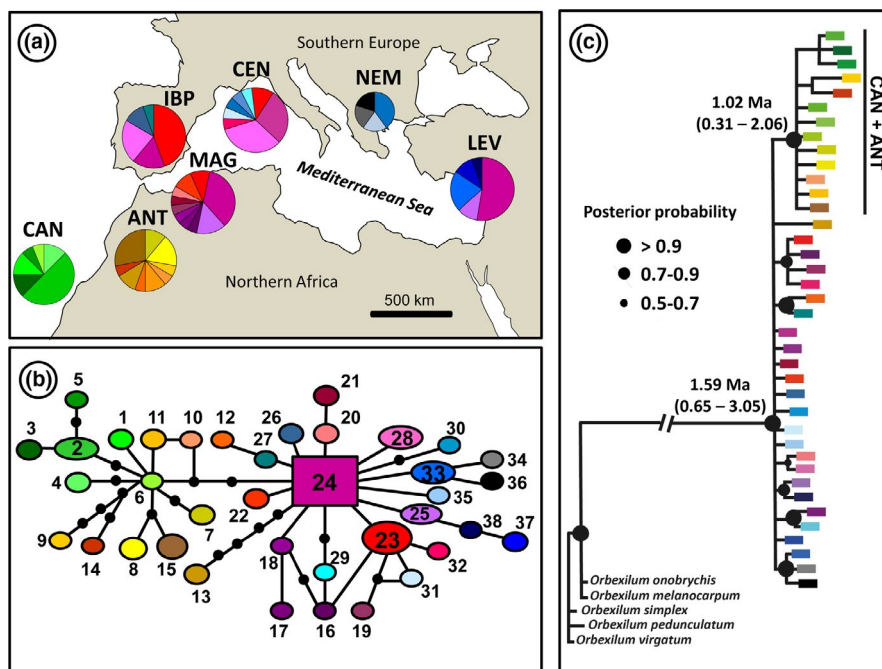 (a)
Southern Europe
CEN
NEM
IBP
LEV
MAG
Mediterranean Sea
CAN
ANT
Northern Africa
500 km
(b)
5
3
2
1
11
10
12
26
21
20
28
30
27
33
34
36
4
6
24
35
22
25
7
38
37
9
14
8
15
13
18
29
23
32
31
17
16
19
(c)
CAN + ANT
1.02 Ma
(0.31 – 2.06)
Posterior probability
> 0.9
0.7-0.9
0.5-0.7
1.59 Ma
(0.65 – 3.05)
Orbexilum onobrychis
Orbexilum melanocarpum
Orbexilum simplex
Orbexilum pedunculatum
Orbexilum virgatum